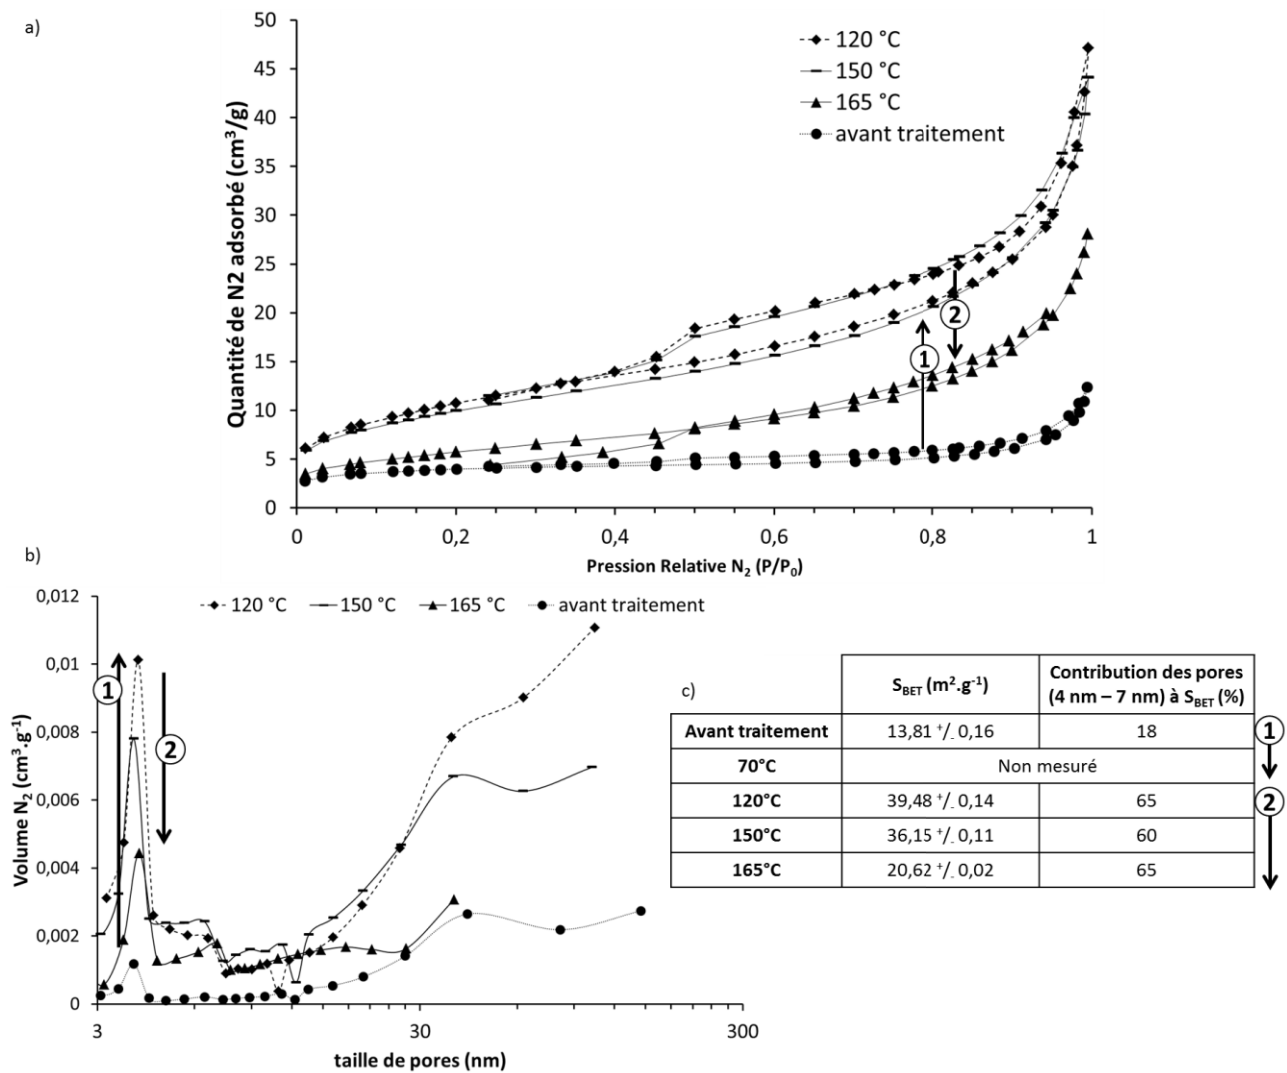 a)
50
45
40
35
30
25
20
15
10
5
0
Quantité de N2 adsorbé (cm³/g)
120 °C
150 °C
165 °C
avant traitement
2
1
0
0,2
0,4
0,6
0,8
1
Pression Relative N₂ (P/P₀)
b)
0,012
0,01
0,008
0,006
0,004
0,002
0
Volume N₂ (cm³.g⁻¹)
120 °C 150 °C 165 °C avant traitement
1
2
3
30
300
taille de pores (nm)
c)
S_BET (m².g⁻¹) Contribution des pores
(4 nm – 7 nm) à S_BET (%)
Avant traitement 13,81 ⁺/₋ 0,16 18 1
70°C Non mesuré
120°C 39,48 ⁺/₋ 0,14 65 2
150°C 36,15 ⁺/₋ 0,11 60
165°C 20,62 ⁺/₋ 0,02 65